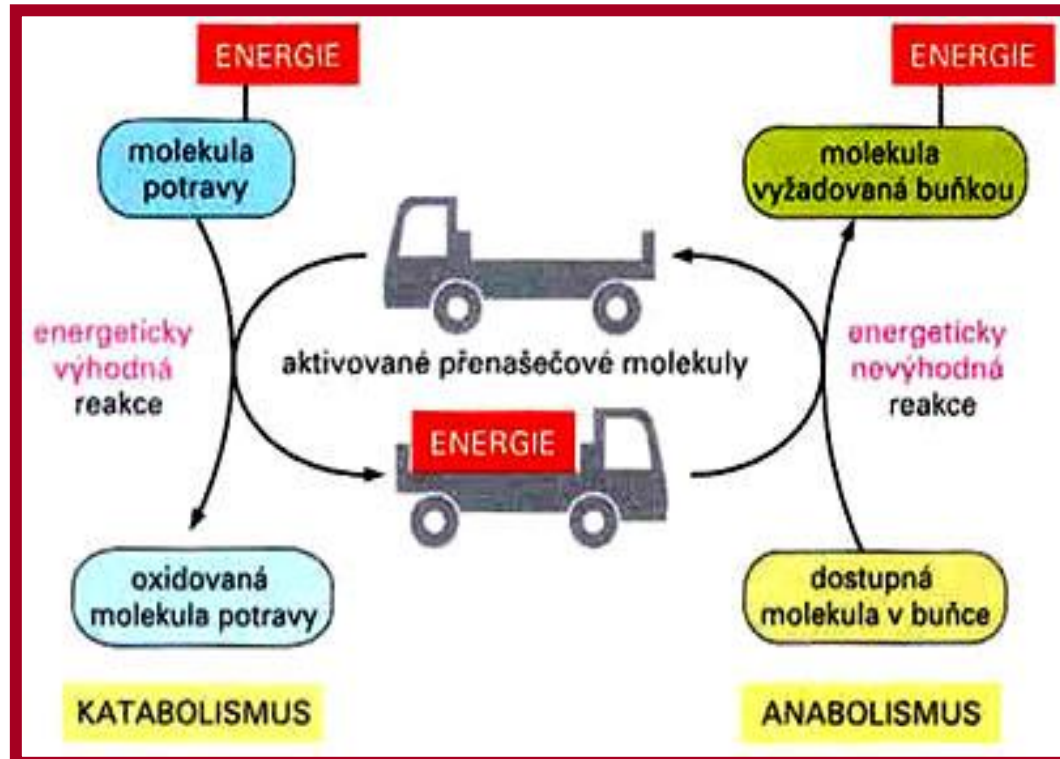 ENERGIE
ENERGIE
molekula
potravy
molekula
vyžadovaná buňkou
energeticky
výhodná
reakce
aktivované přenašečové molekuly
energeticky
nevýhodná
reakce
ENERGIE
oxidovaná
molekula potravy
dostupná
molekula v buňce
KATABOLISMUS
ANABOLISMUS